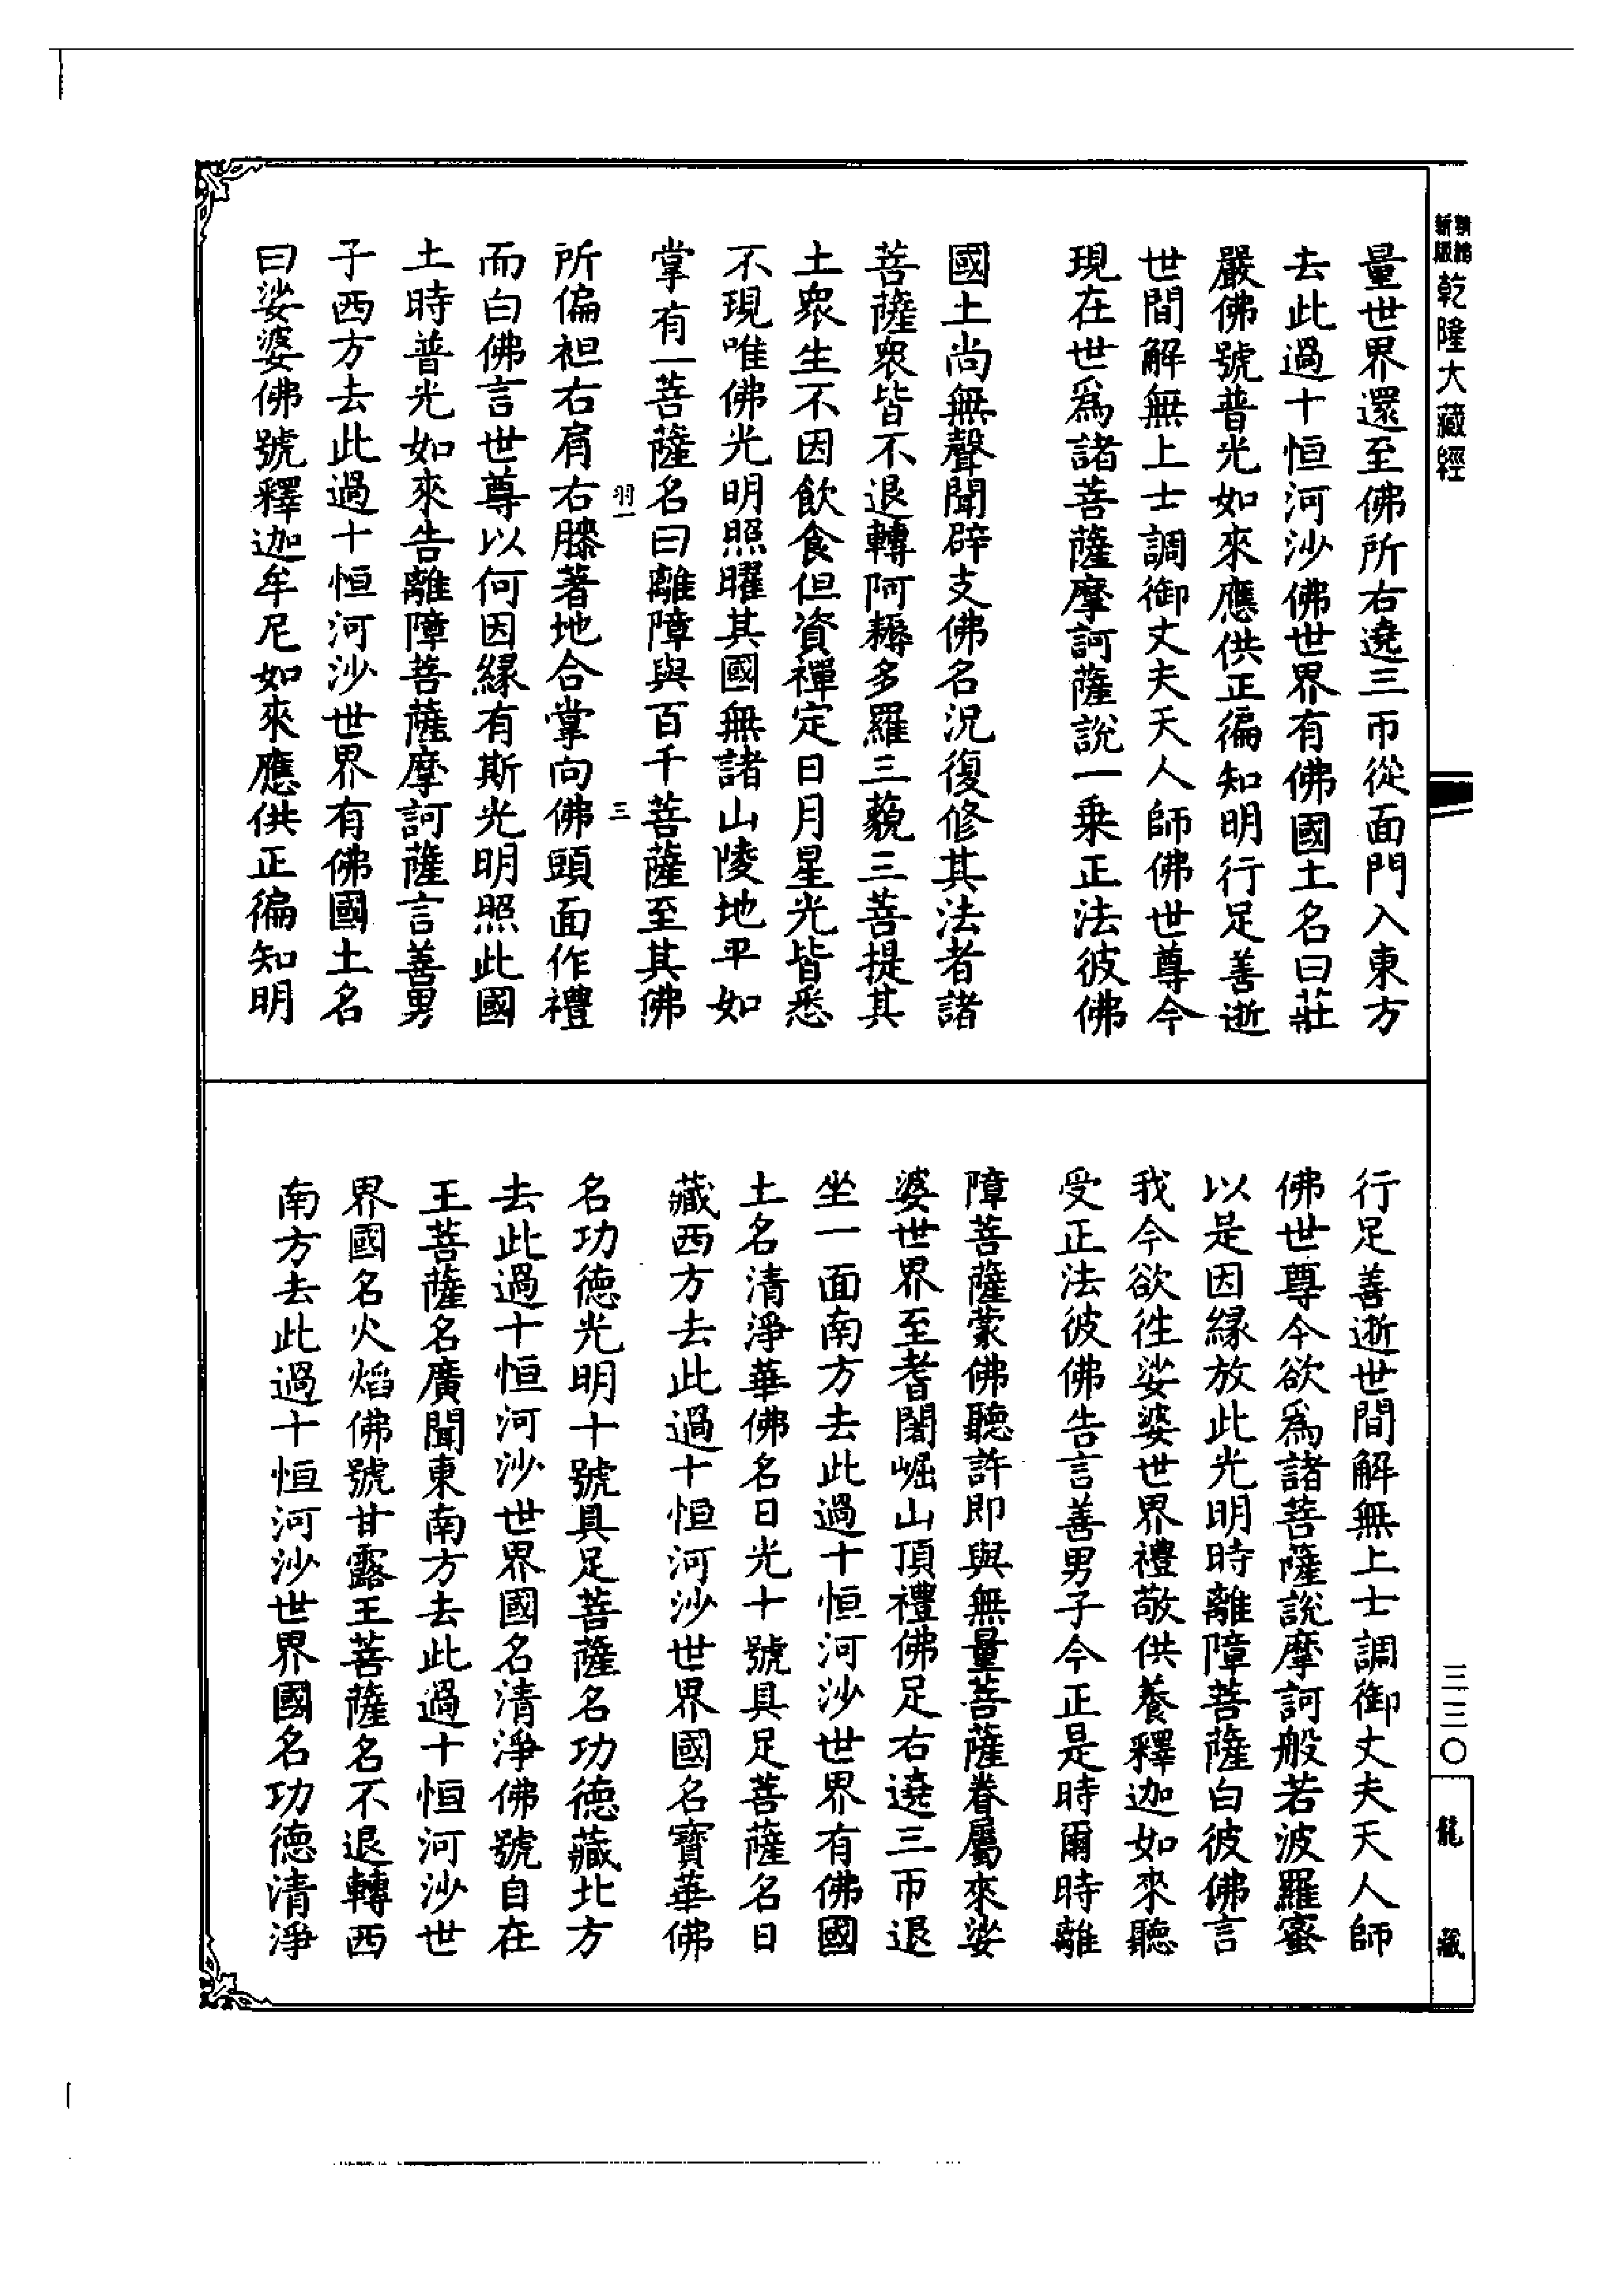 新版
乾隆大藏經
量世界還至佛所右遶三帀從面門入東方
去此過十恒河沙佛世界有佛國土名曰莊
嚴佛號普光如來應供正徧知明行足善逝
世間解無上士調御丈夫天人師佛世尊今
現在世爲諸菩薩摩訶薩說一乗正法彼佛
國土尚無聲聞辟支佛名況復修其法者諸
菩薩衆皆不退轉阿耨多羅三藐三菩提其
土衆生不因飲食但資禪定日月星光皆悉
不現唯佛光明照曜其國無諸山陵地平如
掌有一菩薩名曰離障與百千菩薩至其佛
羽一
三
所偏袒右肩右膝著地合掌向佛頭面作禮
而白佛言世尊以何因緣有斯光明照此國
土時普光如來告離障菩薩摩訶薩言善男
子西方去此過十恒河沙世界有佛國土名
曰娑婆佛號釋迦牟尼如來應供正徧知明
行足善逝世間解無上士調御丈夫天人師
佛世尊今欲爲諸菩薩說摩訶般若波羅蜜
以是因緣放此光明時離障菩薩白彼佛言
我今欲往娑婆世界禮敬供養釋迦如來聽
受正法彼佛告言善男子今正是時爾時離
障菩薩蒙佛聽許即與無量菩薩眷屬來娑
婆世界至耆闍崛山頂禮佛足右遶三帀退
坐一面南方去此過十恒河沙世界有佛國
土名清淨華佛名日光十號具足菩薩名日
藏西方去此過十恒河沙世界國名寶華佛
名功德光明十號具足菩薩名功德藏北方
去此過十恒河沙世界國名清淨佛號自在
王菩薩名廣聞東南方去此過十恒河沙世
界國名火焰佛號甘露王菩薩名不退轉西
南方去此過十恒河沙世界國名功德清淨
三三〇
龍藏